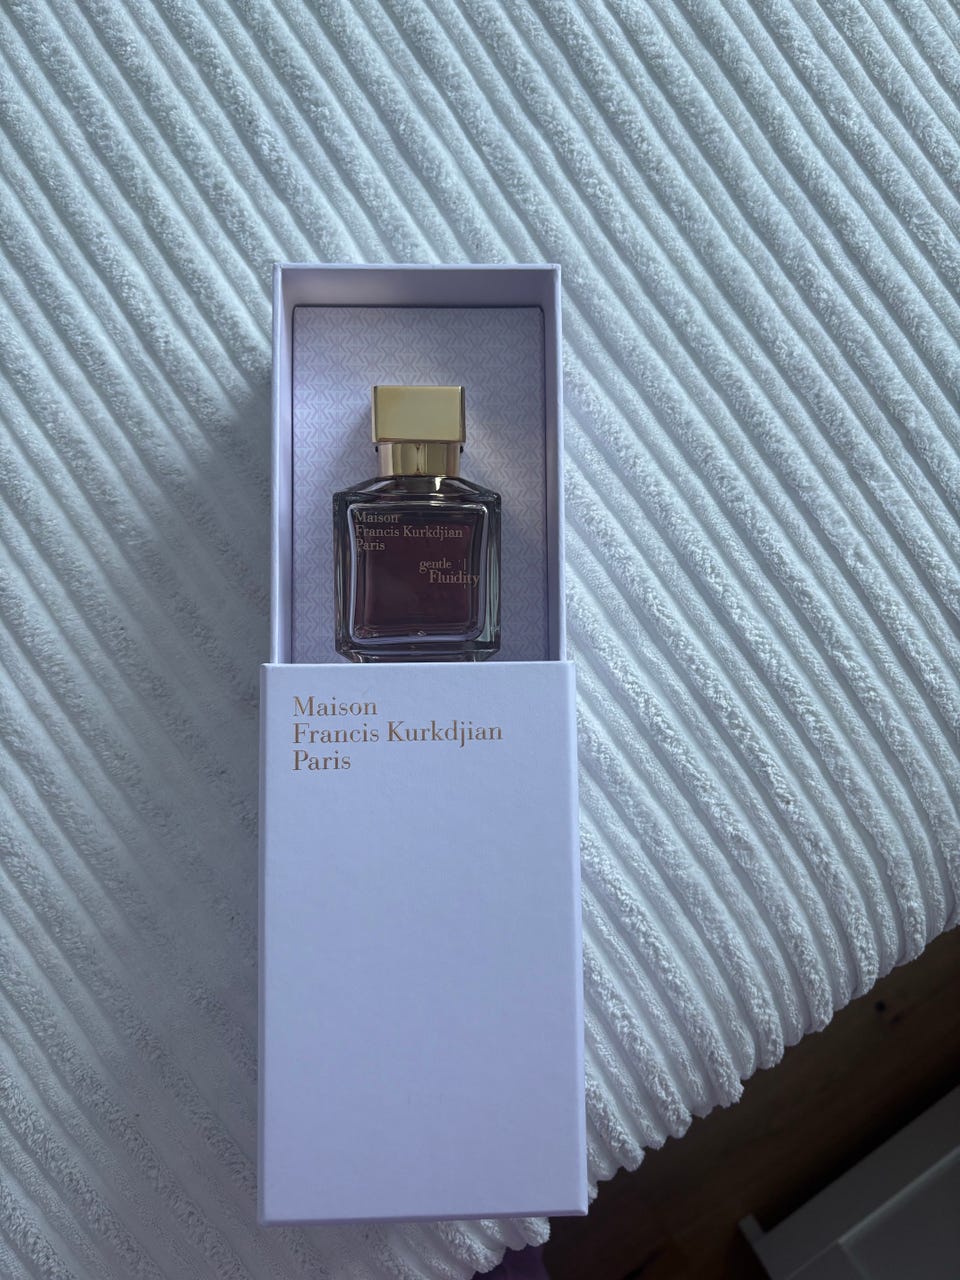 Maison
Francis Kurkdjian
Paris
gentle
Fluidity
Maison
Francis Kurkdjian
Paris